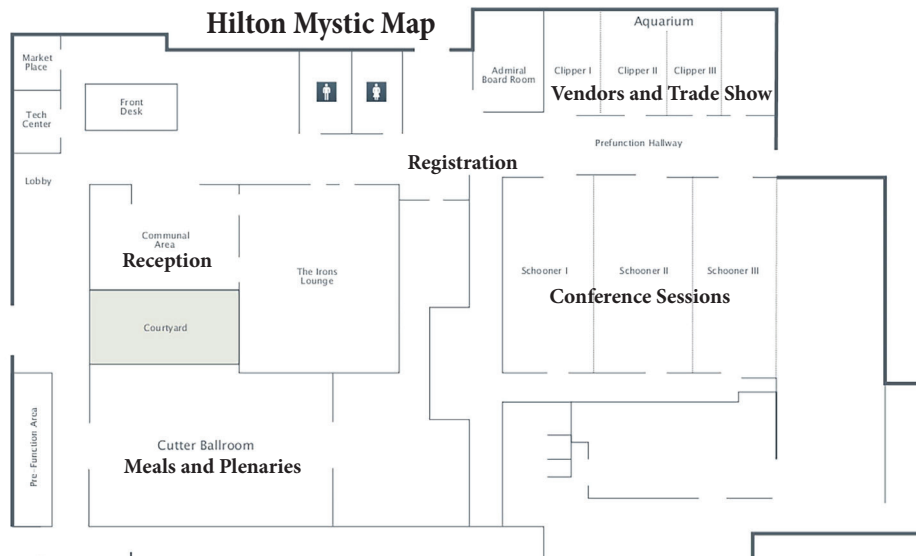 Hilton Mystic Map
Aquarium
Market
Place
Admiral
Board Room
Clipper I
Clipper II
Clipper III
Vendors and Trade Show
Front
Desk
Tech
Center
Prefunction Hallway
Registration
Lobby
Communal
Area
Reception
The Irons
Lounge
Schooner I
Schooner II
Schooner III
Conference Sessions
Courtyard
Pre-Function Area
Cutter Ballroom
Meals and Plenaries